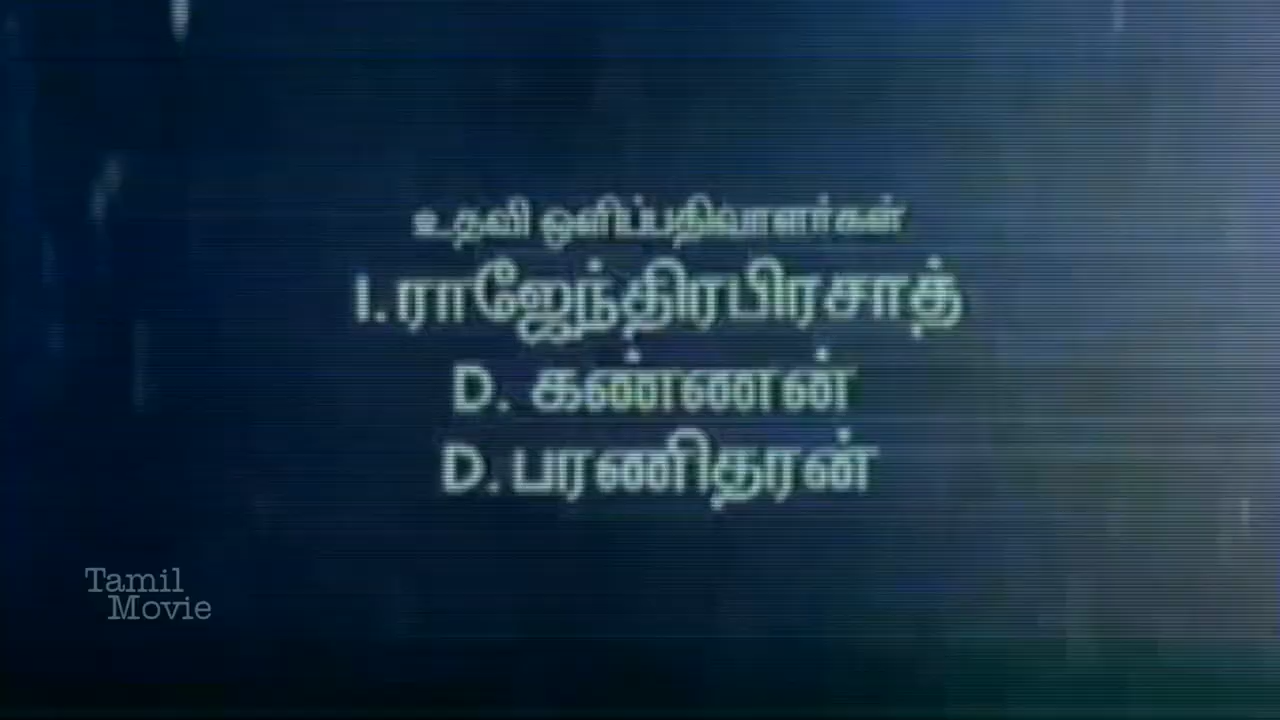 உதவி ஒளிப்பதிவாளர்கள்
I. ராஜேந்திரபிரசாத்
D. கண்ணன்
D. பரணிதரன்
Tamil
Movie